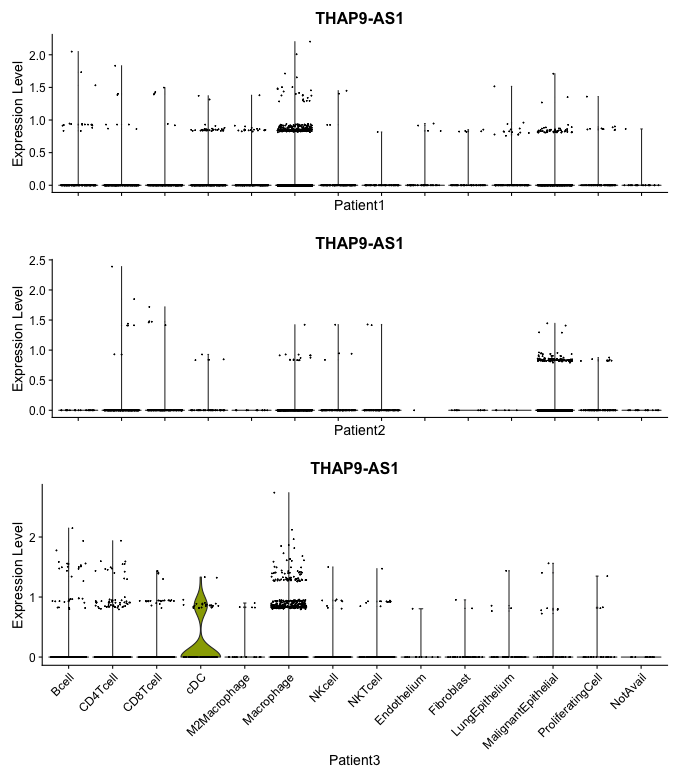 THAP9-AS1
Expression Level
2.0
1.5
1.0
0.5
0.0
Patient1
THAP9-AS1
Expression Level
2.5
2.0
1.5
1.0
0.5
0.0
Patient2
THAP9-AS1
Expression Level
2
1
0
Bcell
CD4Tcell
CD8Tcell
cDC
M2Macrophage
Macrophage
NKcell
NKTcell
Endothelium
Fibroblast
LungEpithelium
MalignantEpithelial
ProliferatingCell
NotAvail
Patient3